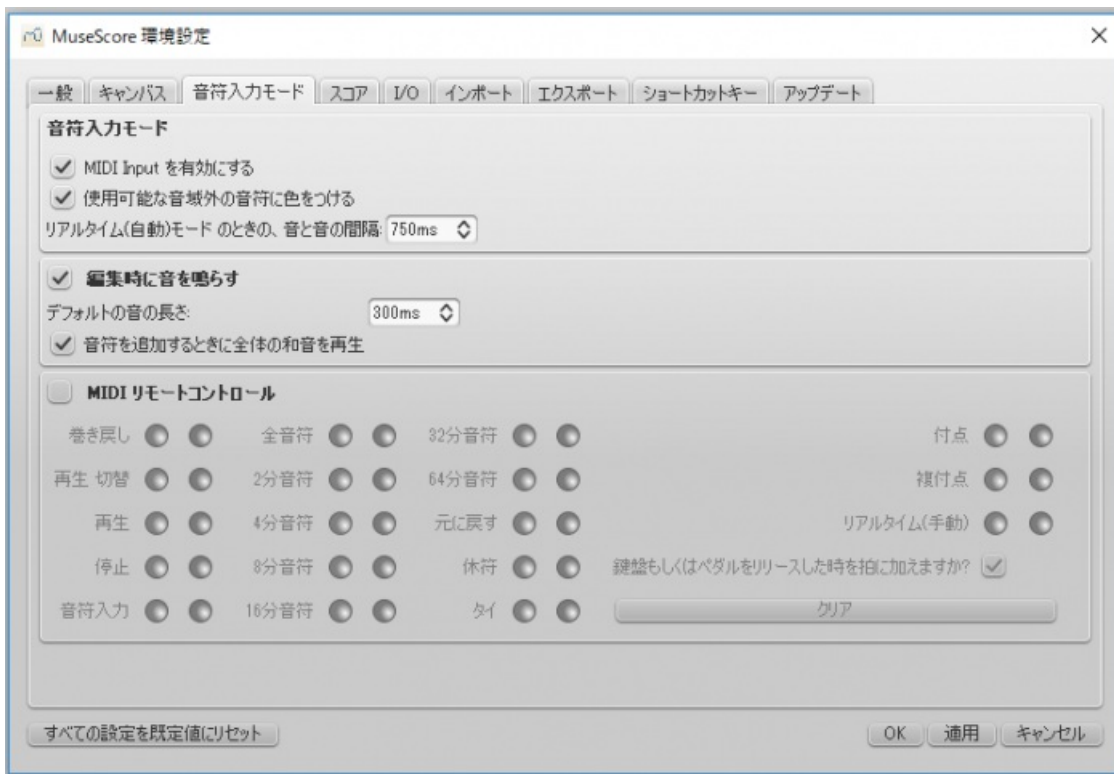 MuseScore 環境設定
一般 キャンバス 音符入力モード スコア I/O インポート エクスポート ショートカットキー アップデート
音符入力モード
MIDI Input を有効にする
使用可能な音域外の音符に色をつける
リアルタイム(自動)モード のときの、音と音の間隔: 750ms
編集時に音を鳴らす
デフォルトの音の長さ: 300ms
音符を追加するときに全体の和音を再生
MIDI リモートコントロール
巻き戻し 全音符 32分音符 付点
再生 切替 2分音符 64分音符 複付点
再生 4分音符 元に戻す リアルタイム(手動)
停止 8分音符 休符 鍵盤もしくはペダルをリリースした時を拍に加えますか?
音符入力 16分音符 タイ クリア
すべての設定を既定値にリセット OK 適用 キャンセル